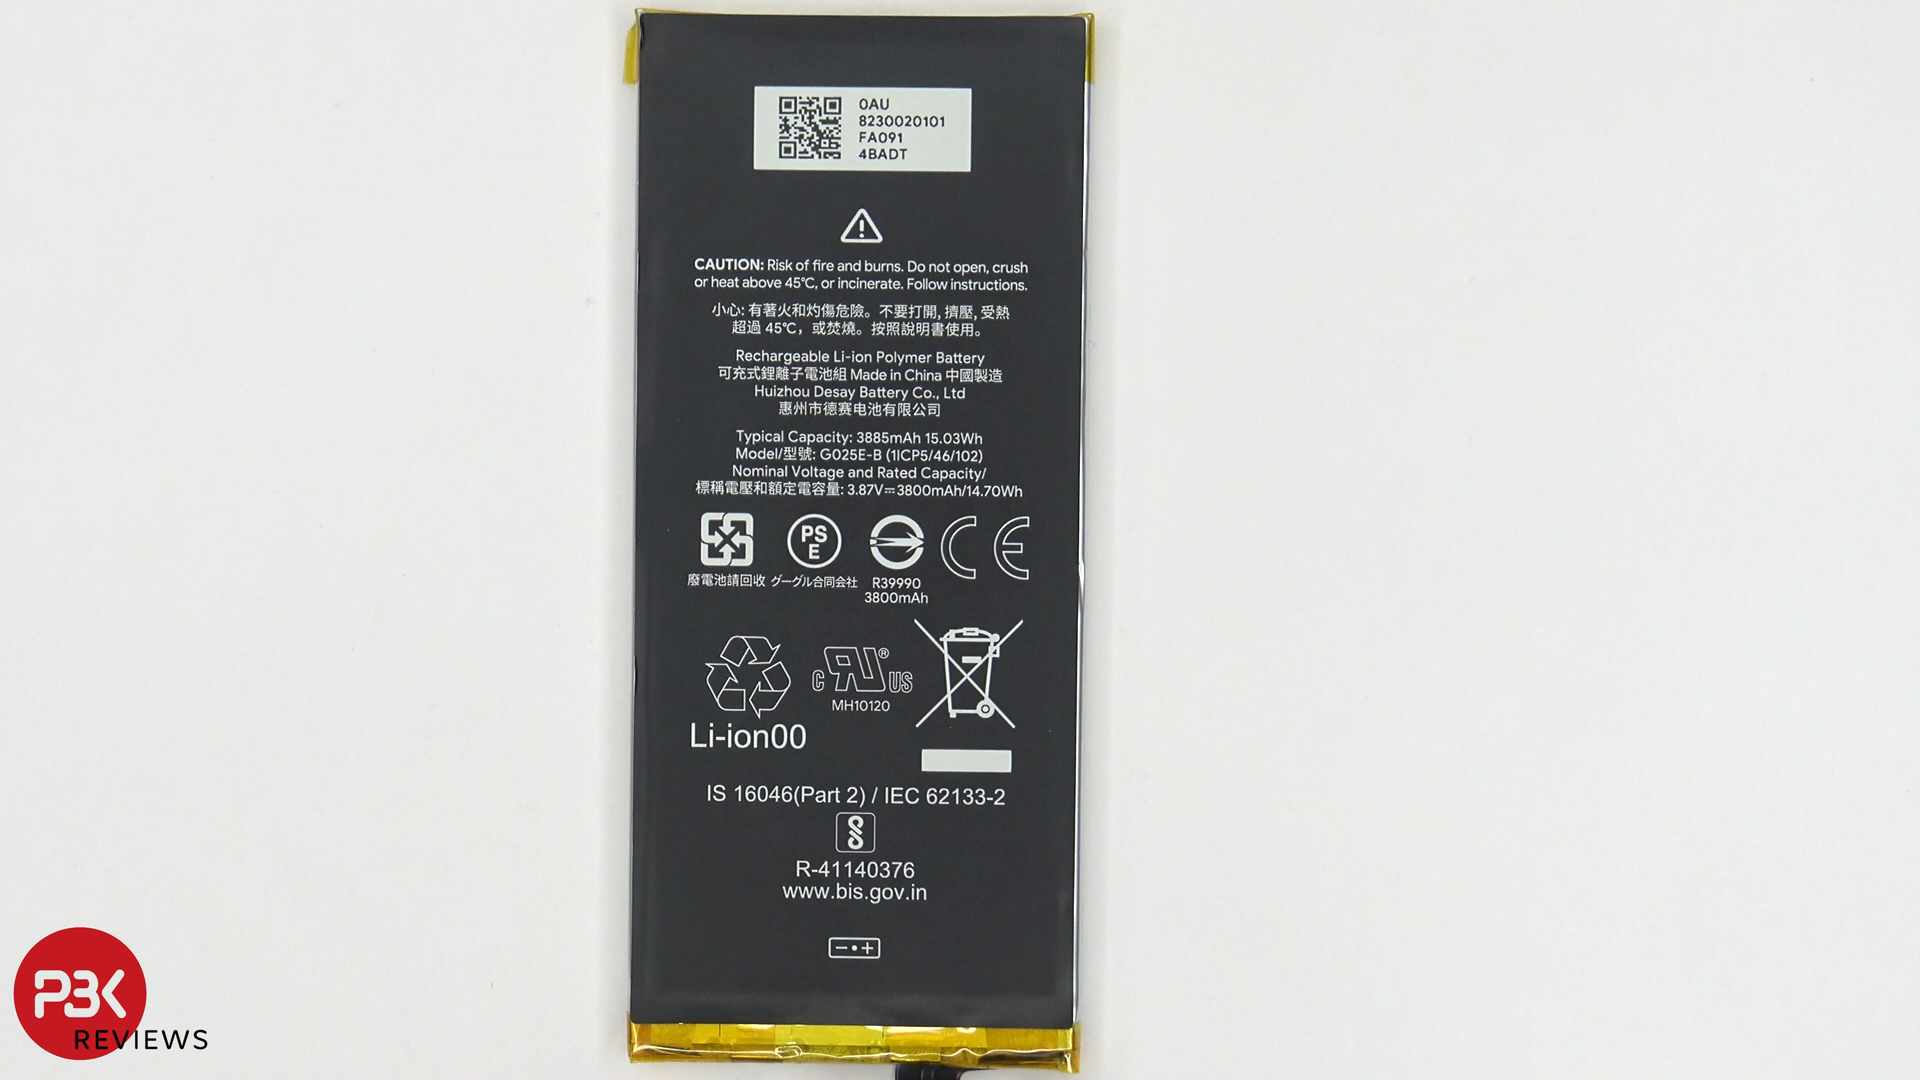 0AU
8230020101
FA091
4BADT
CAUTION: Risk of fire and burns. Do not open, crush
or heat above 45°C, or incinerate. Follow instructions.
小心: 有著火和灼傷危險。不要打開, 擠壓, 受熱
超過 45°C，或焚燒。按照說明書使用。
Rechargeable Li-ion Polymer Battery
可充式鋰離子電池組 Made in China 中國製造
Huizhou Desay Battery Co., Ltd
惠州市德赛电池有限公司
Typical Capacity: 3885mAh 15.03Wh
Model/型號: G025E-B (1ICP5/46/102)
Nominal Voltage and Rated Capacity/
標稱電壓和額定電容量: 3.87V⎓3800mAh/14.70Wh
PS
E
CE
廢電池請回收 グーグル合同会社 R39990
3800mAh
c RU® US
MH10120
Li-ion00
IS 16046(Part 2) / IEC 62133-2
R-41140376
www.bis.gov.in
P3K
REVIEWS